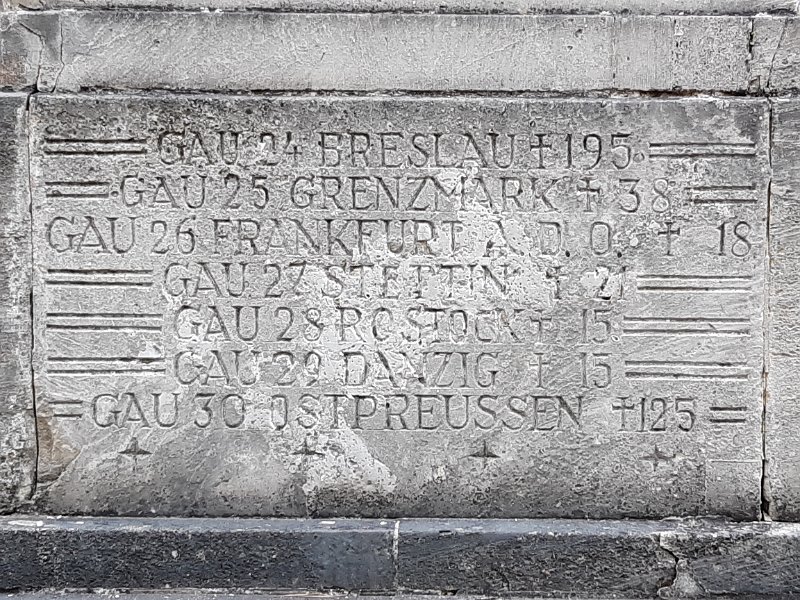 GAU 24 BRESLAU † 195
GAU 25 GRENZMARK † 38
GAU 26 FRANKFURT A. D. O. † 18
GAU 27 STETTIN † 21
GAU 28 ROSTOCK † 15
GAU 29 DANZIG † 15
GAU 30 OSTPREUSSEN † 125